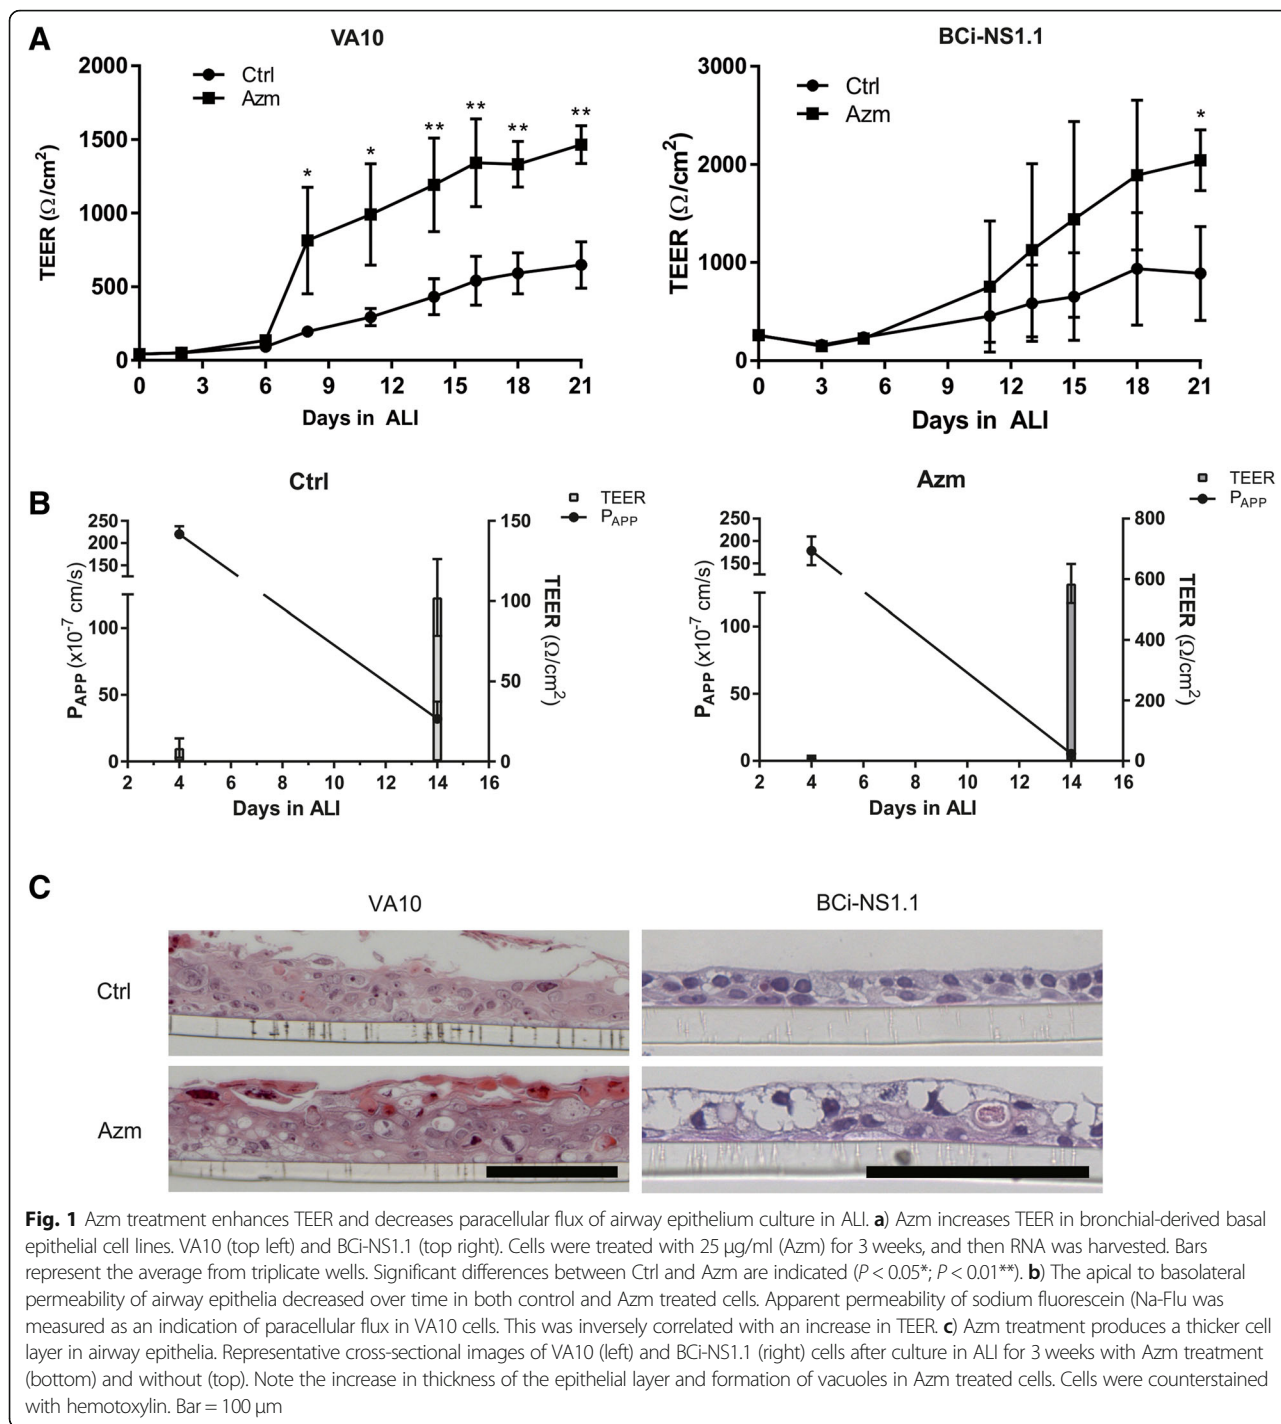 A
VA10
BCi-NS1.1
2000
1500
1000
500
0
TEER (Ω/cm2)
Ctrl
Azm
*
*
**
**
**
**
0 3 6 9 12 15 18 21
Days in ALI
3000
2000
1000
0
TEER (Ω/cm2)
Ctrl
Azm
*
0 3 6 9 12 15 18 21
Days in ALI
B
Ctrl
TEER
PAPP
250
200
150
100
50
0
PAPP (x10-7 cm/s)
150
100
50
0
TEER (Ω/cm2)
2 4 6 8 10 12 14 16
Days in ALI
Azm
TEER
PAPP
250
200
150
100
50
0
PAPP (x10-7 cm/s)
800
600
400
200
0
TEER (Ω/cm2)
2 4 6 8 10 12 14 16
Days in ALI
C
VA10
BCi-NS1.1
Ctrl
Azm
Fig. 1 Azm treatment enhances TEER and decreases paracellular flux of airway epithelium culture in ALI. a) Azm increases TEER in bronchial-derived basal
epithelial cell lines. VA10 (top left) and BCi-NS1.1 (top right). Cells were treated with 25 μg/ml (Azm) for 3 weeks, and then RNA was harvested. Bars
represent the average from triplicate wells. Significant differences between Ctrl and Azm are indicated (P < 0.05*; P < 0.01**). b) The apical to basolateral
permeability of airway epithelia decreased over time in both control and Azm treated cells. Apparent permeability of sodium fluorescein (Na-Flu was
measured as an indication of paracellular flux in VA10 cells. This was inversely correlated with an increase in TEER. c) Azm treatment produces a thicker cell
layer in airway epithelia. Representative cross-sectional images of VA10 (left) and BCi-NS1.1 (right) cells after culture in ALI for 3 weeks with Azm treatment
(bottom) and without (top). Note the increase in thickness of the epithelial layer and formation of vacuoles in Azm treated cells. Cells were counterstained
with hemotoxylin. Bar = 100 μm